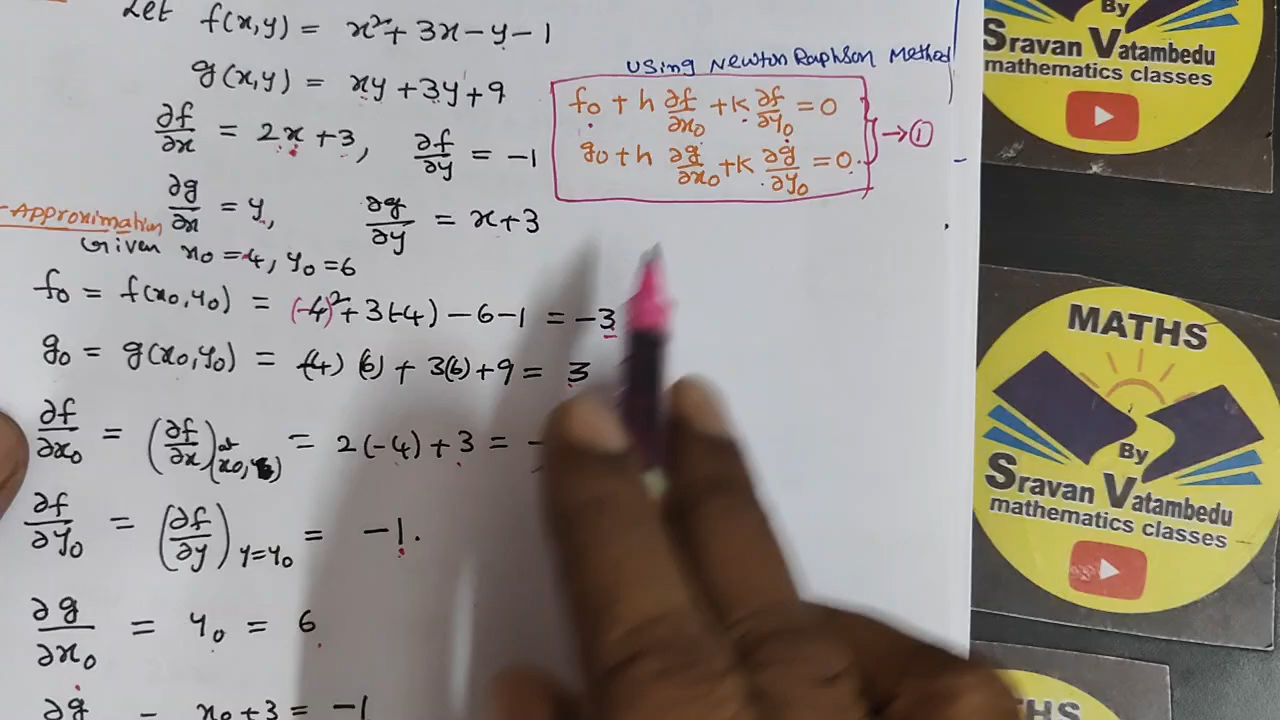 Let f(x,y) = x²+ 3x-y-1
g(x,y) = xy +3y+9
∂f/∂x = 2x+3, ∂f/∂y = -1
∂g/∂x = y, ∂g/∂y = x+3
Using Newton Raphson Method
f₀ + h ∂f/∂x₀ + k ∂f/∂y₀ = 0
g₀ + h ∂g/∂x₀ + k ∂g/∂y₀ = 0
→ ①
-Approximation
Given x₀ = -4, y₀ = 6
f₀ = f(x₀,y₀) = (-4)²+ 3(-4) - 6-1 = -3
g₀ = g(x₀,y₀) = (-4) (6) + 3(6)+9 = 3
∂f/∂x₀ = (∂f/∂x) at (x₀,y₀) = 2(-4)+3 = -
∂f/∂y₀ = (∂f/∂y) y=y₀ = -1.
∂g/∂x₀ = y₀ = 6
∂g = x₀+3 = -1
By
Sravan Vatambedu
mathematics classes
MATHS
By
Sravan Vatambedu
mathematics classes